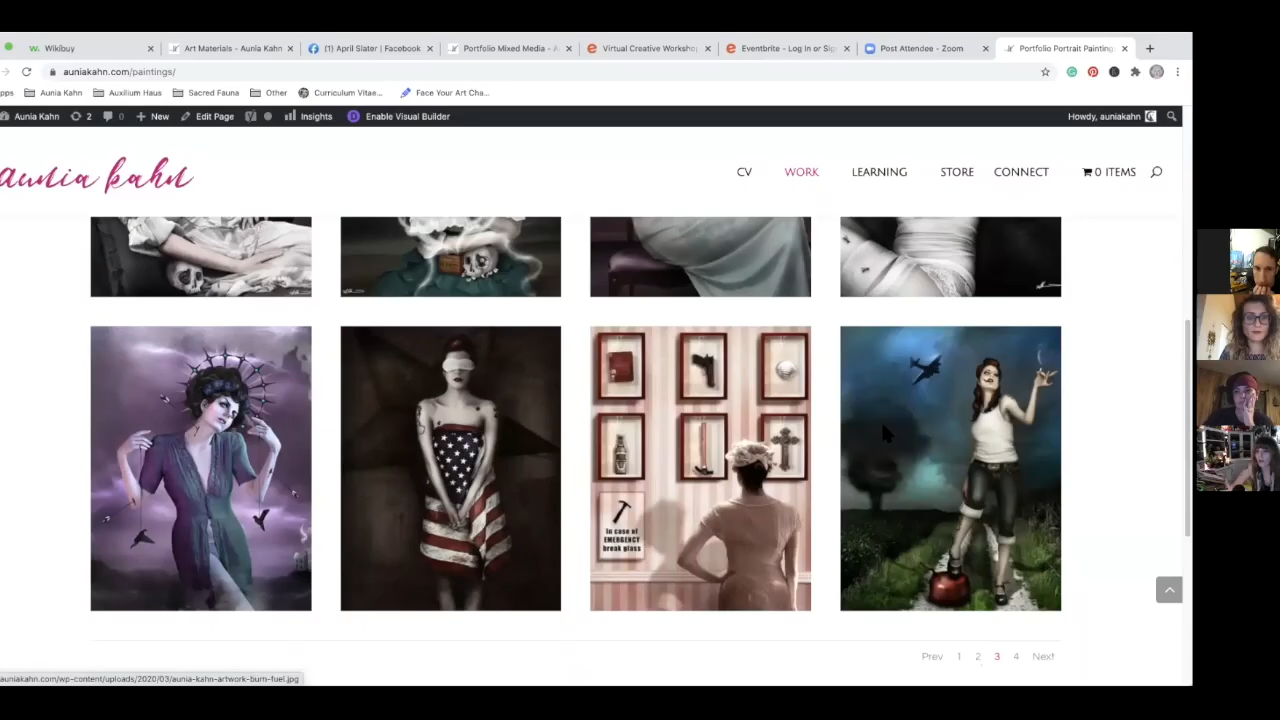 Wikibuy
Art Materials - Aunia Kahn
(1) April Slater | Facebook
Portfolio Mixed Media - A
Virtual Creative Workshop
Eventbrite - Log In or Sig
Post Attendee - Zoom
Portfolio Portrait Painting
auniakahn.com/paintings/
pps
Aunia Kahn
Auxilium Haus
Sacred Fauna
Other
Curriculum Vitae...
Face Your Art Cha...
Aunia Kahn
2
0
New
Edit Page
Insights
Enable Visual Builder
Howdy, auniakahn
aunia kahn
CV
WORK
LEARNING
STORE
CONNECT
0 ITEMS
In case of
EMERGENCY
break glass
Prev 1 2 3 4 Next
auniakahn.com/wp-content/uploads/2020/03/aunia-kahn-artwork-burn-fuel.jpg